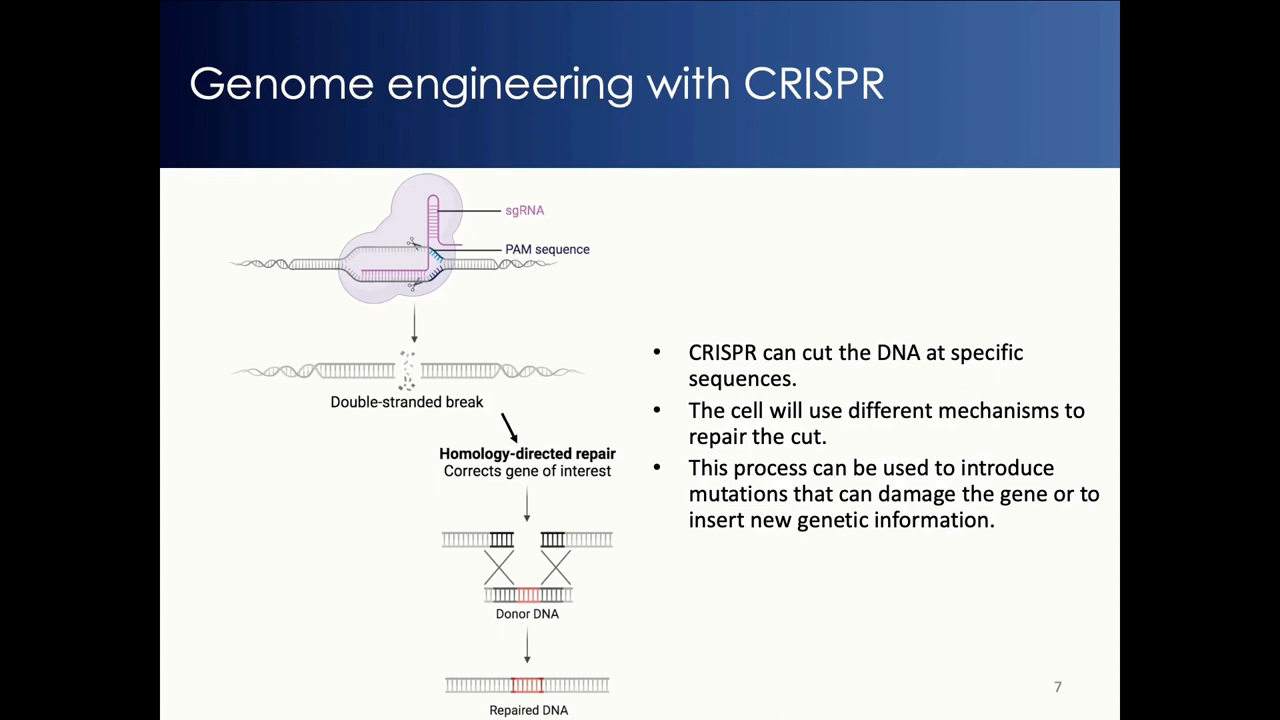 Genome engineering with CRISPR
sgRNA
PAM sequence
Double-stranded break
Homology-directed repair
Corrects gene of interest
Donor DNA
Repaired DNA
• CRISPR can cut the DNA at specific
sequences.
• The cell will use different mechanisms to
repair the cut.
• This process can be used to introduce
mutations that can damage the gene or to
insert new genetic information.
7